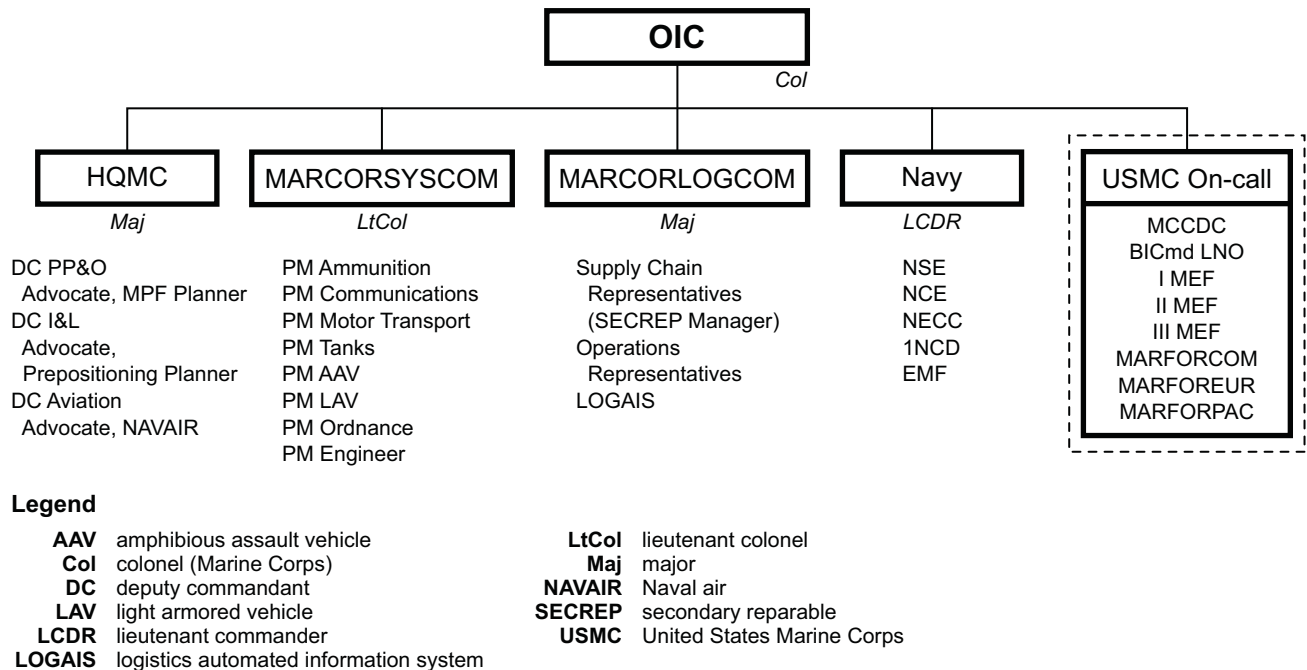 OIC
Col
HQMC
Maj
DC PP&O
Advocate, MPF Planner
DC I&L
Advocate,
Prepositioning Planner
DC Aviation
Advocate, NAVAIR
MARCORSYSCOM
LtCol
PM Ammunition
PM Communications
PM Motor Transport
PM Tanks
PM AAV
PM LAV
PM Ordnance
PM Engineer
MARCORLOGCOM
Maj
Supply Chain
Representatives
(SECREP Manager)
Operations
Representatives
LOGAIS
Navy
LCDR
NSE
NCE
NECC
1NCD
EMF
USMC On-call
MCCDC
BICmd LNO
I MEF
II MEF
III MEF
MARFORCOM
MARFOREUR
MARFORPAC
Legend
AAV amphibious assault vehicle
Col colonel (Marine Corps)
DC deputy commandant
LAV light armored vehicle
LCDR lieutenant commander
LOGAIS logistics automated information system
LtCol lieutenant colonel
Maj major
NAVAIR Naval air
SECREP secondary reparable
USMC United States Marine Corps